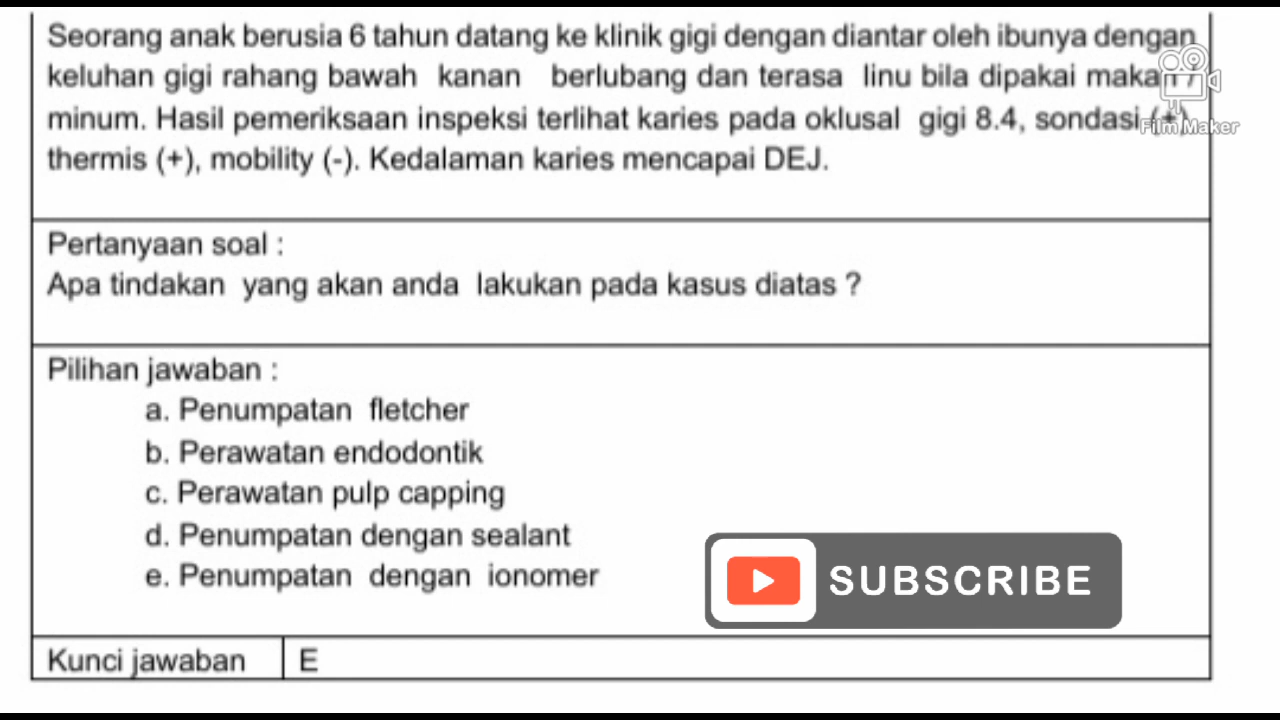 Seorang anak berusia 6 tahun datang ke klinik gigi dengan diantar oleh ibunya dengan
keluhan gigi rahang bawah kanan berlubang dan terasa linu bila dipakai makan /
minum. Hasil pemeriksaan inspeksi terlihat karies pada oklusal gigi 8.4, sondasi (+),
Film Maker
thermis (+), mobility (-). Kedalaman karies mencapai DEJ.
Pertanyaan soal :
Apa tindakan yang akan anda lakukan pada kasus diatas ?
Pilihan jawaban :
a. Penumpatan fletcher
b. Perawatan endodontik
c. Perawatan pulp capping
d. Penumpatan dengan sealant
e. Penumpatan dengan ionomer
SUBSCRIBE
Kunci jawaban E